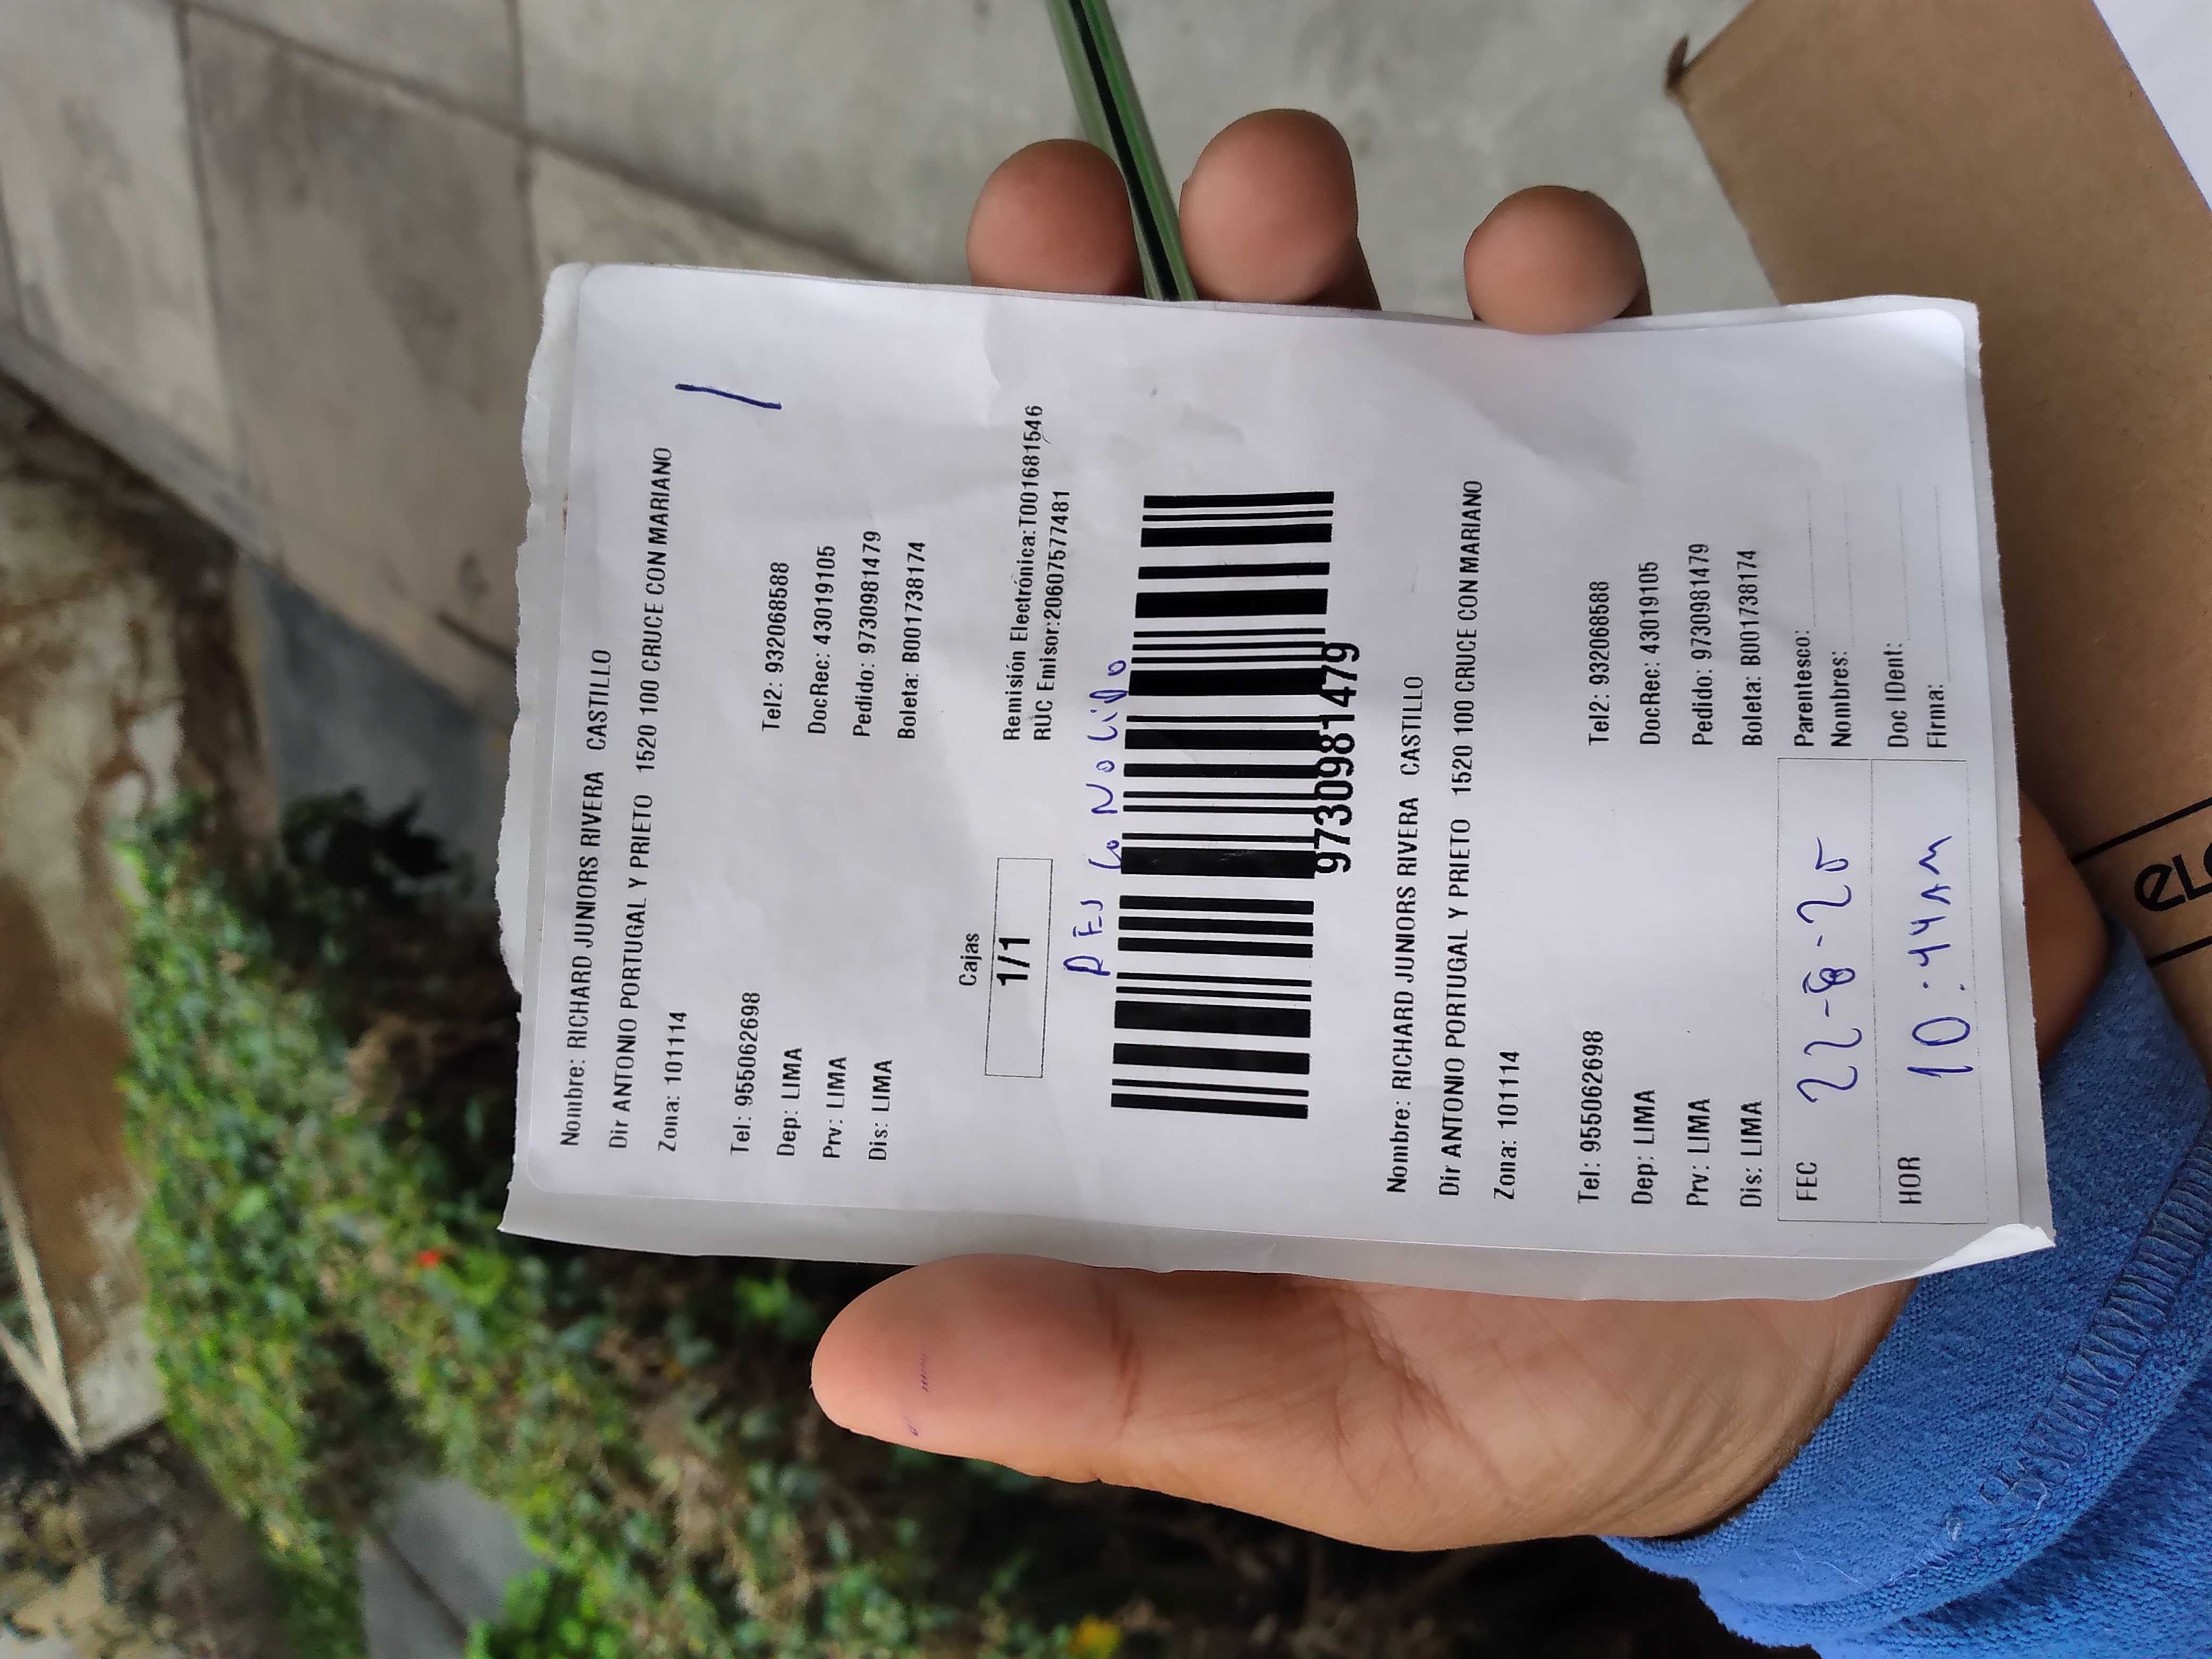 Nombre: RICHARD JUNIORS RIVERA CASTILLO
Dir ANTONIO PORTUGAL Y PRIETO 1520 100 CRUCE CON MARIANO
Zona: 101114
Tel: 955062698 Tel2: 932068588
Dep: LIMA DocRec: 43019105
Prv: LIMA Pedido: 9730981479
Dis: LIMA Boleta: B001738174
Cajas
1/1
Remisión Electrónica:T001681546
RUC Emisor:20607577481
DESCONOLIDO
9730981479
Nombre: RICHARD JUNIORS RIVERA CASTILLO
Dir ANTONIO PORTUGAL Y PRIETO 1520 100 CRUCE CON MARIANO
Zona: 101114
Tel: 955062698 Tel2: 932068588
Dep: LIMA DocRec: 43019105
Prv: LIMA Pedido: 9730981479
Dis: LIMA Boleta: B001738174
FEC 22-8-25 Parentesco:
Nombres:
HOR 10:44AM Doc IDent:
Firma: